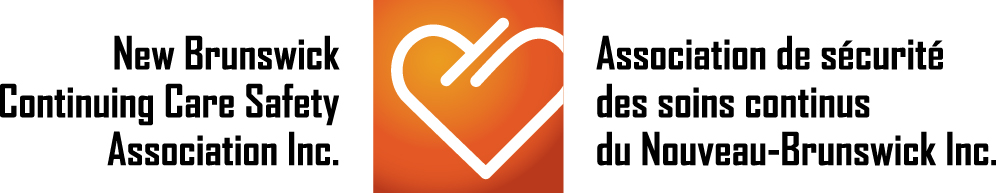 New Brunswick
Continuing Care Safety
Association Inc.
Association de sécurité
des soins continus
du Nouveau-Brunswick Inc.